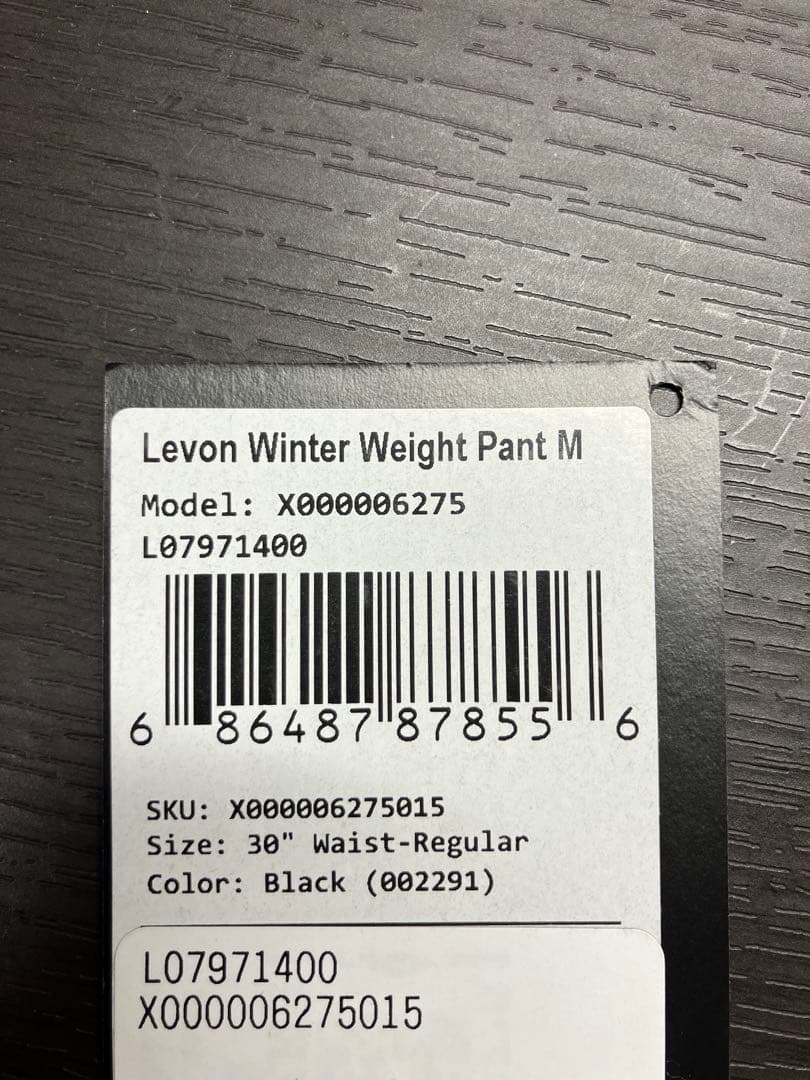 Levon Winter Weight Pant M
Model: X000006275
L07971400
6 86487 87855 6
SKU: X000006275015
Size: 30" Waist-Regular
Color: Black (002291)
L07971400
X000006275015